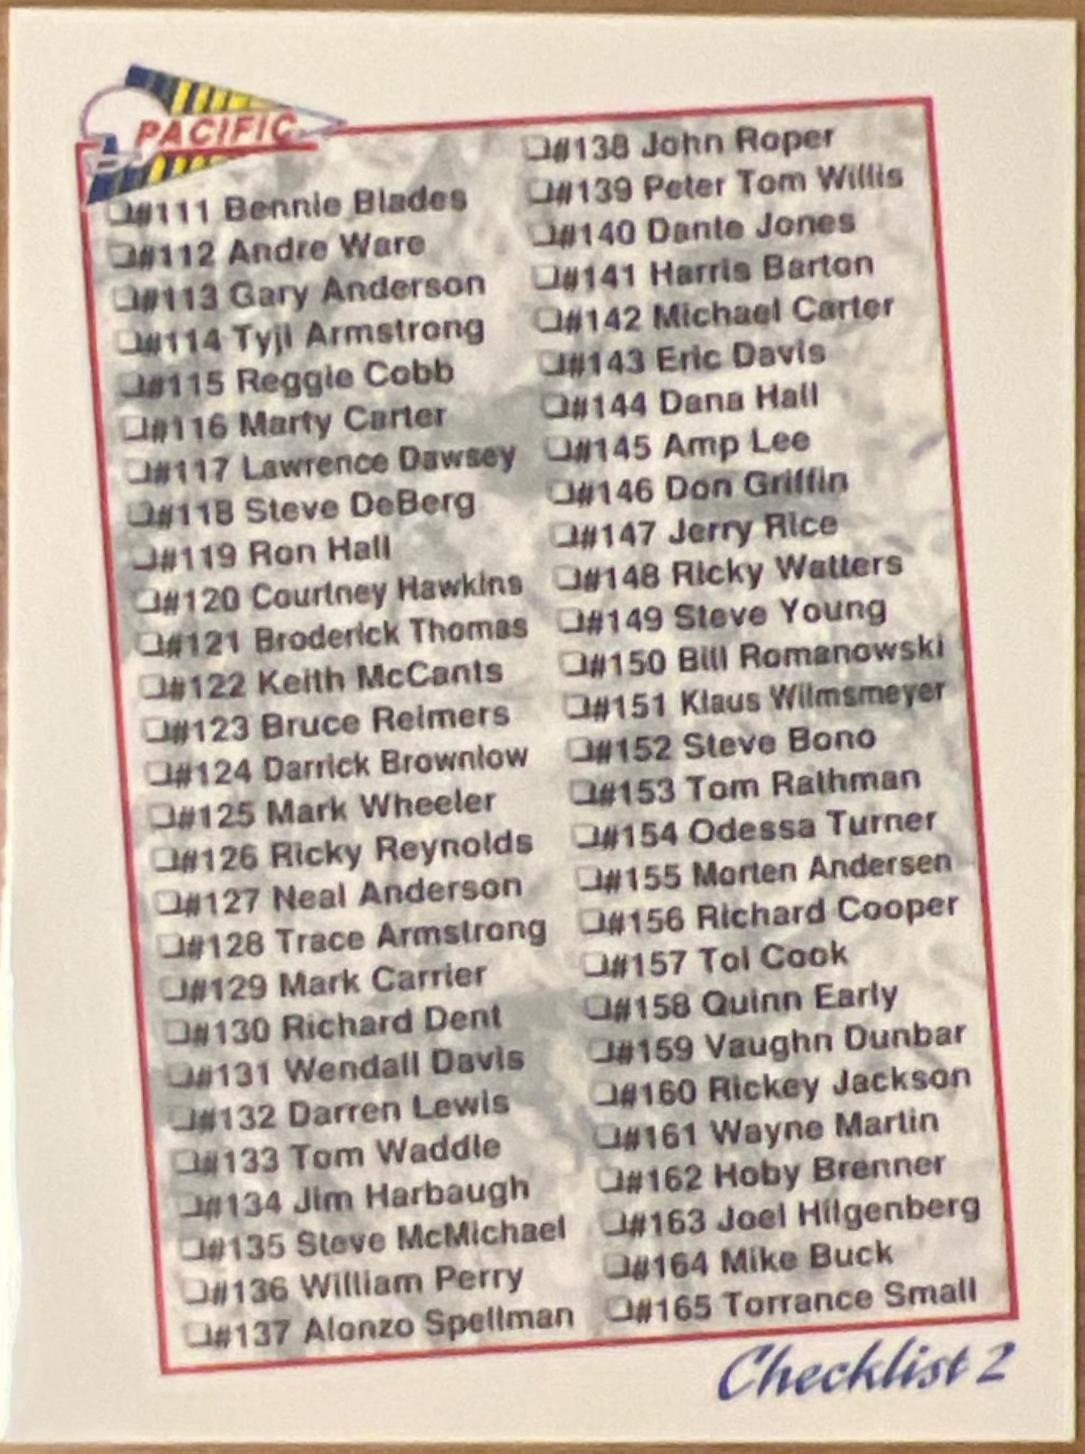 PACIFIC
#111 Bennie Blades
#112 Andre Ware
#113 Gary Anderson
#114 Tyji Armstrong
#115 Reggie Cobb
#116 Marty Carter
#117 Lawrence Dawsey
#118 Steve DeBerg
#119 Ron Hall
#120 Courtney Hawkins
#121 Broderick Thomas
#122 Keith McCants
#123 Bruce Reimers
#124 Darrick Brownlow
#125 Mark Wheeler
#126 Ricky Reynolds
#127 Neal Anderson
#128 Trace Armstrong
#129 Mark Carrier
#130 Richard Dent
#131 Wendall Davis
#132 Darren Lewis
#133 Tom Waddle
#134 Jim Harbaugh
#135 Steve McMichael
#136 William Perry
#137 Alonzo Spellman
#138 John Roper
#139 Peter Tom Willis
#140 Dante Jones
#141 Harris Barton
#142 Michael Carter
#143 Eric Davis
#144 Dana Hall
#145 Amp Lee
#146 Don Griffin
#147 Jerry Rice
#148 Ricky Watters
#149 Steve Young
#150 Bill Romanowski
#151 Klaus Wilmsmeyer
#152 Steve Bono
#153 Tom Rathman
#154 Odessa Turner
#155 Morten Andersen
#156 Richard Cooper
#157 Toi Cook
#158 Quinn Early
#159 Vaughn Dunbar
#160 Rickey Jackson
#161 Wayne Martin
#162 Hoby Brenner
#163 Joel Hilgenberg
#164 Mike Buck
#165 Torrance Small
Checklist 2